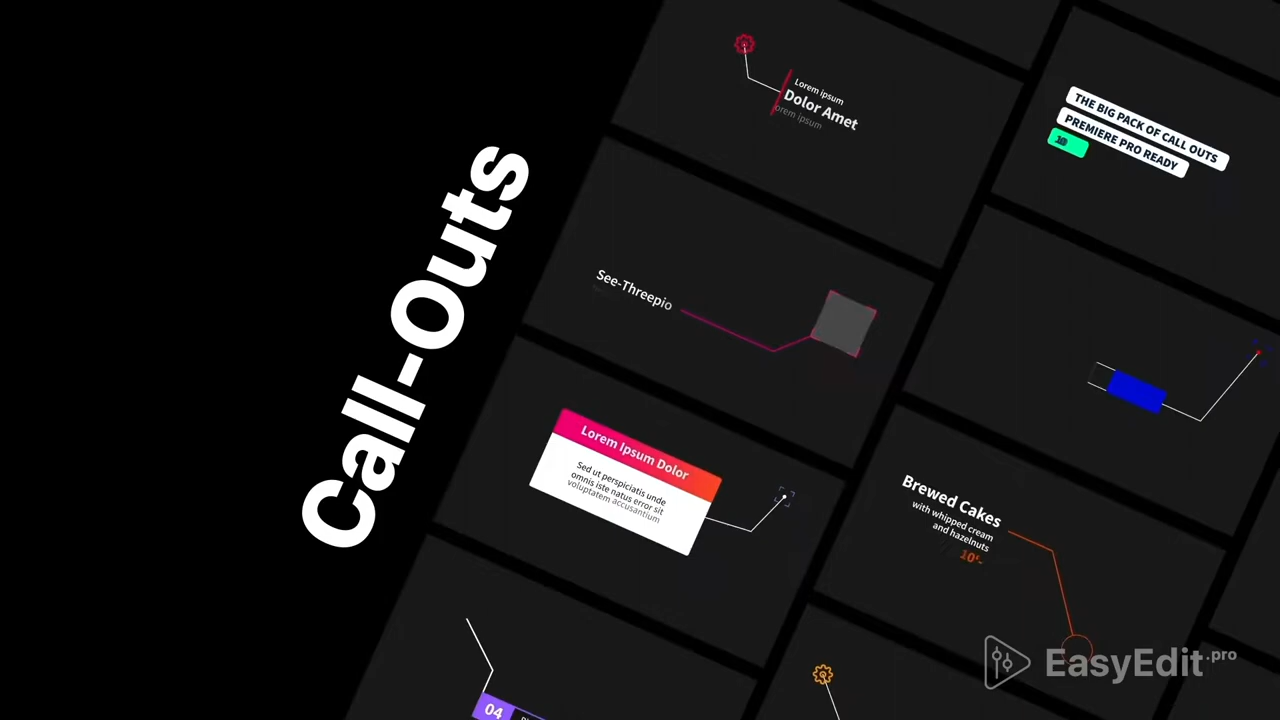 Call-Outs
Lorem ipsum
Dolor Amet
orem ipsum
THE BIG PACK OF CALL OUTS
PREMIERE PRO READY
See-Threepio
Lorem Ipsum Dolor
Sed ut perspiciatis unde
omnis iste natus error sit
voluptatem accusantium
Brewed Cakes
with whipped cream
and hazelnuts
04
EasyEdit.pro